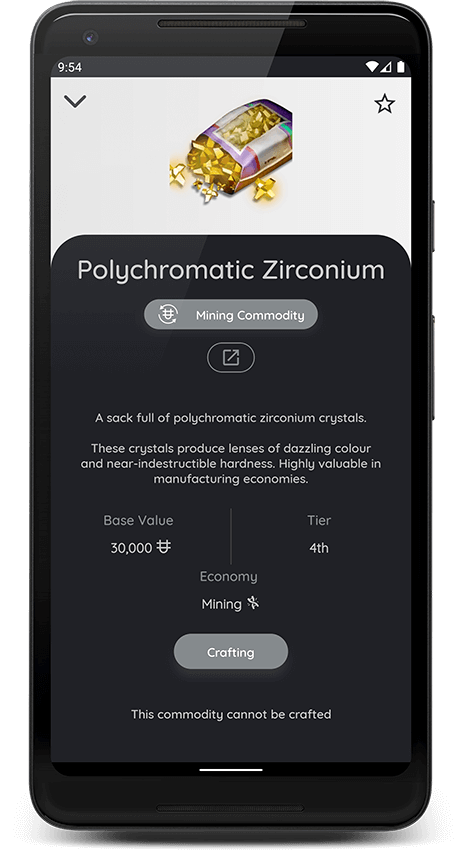 9:54
Polychromatic Zirconium
Mining Commodity
A sack full of polychromatic zirconium crystals.
These crystals produce lenses of dazzling colour
and near-indestructible hardness. Highly valuable in
manufacturing economies.
Base Value
Tier
30,000
4th
Economy
Mining
Crafting
This commodity cannot be crafted